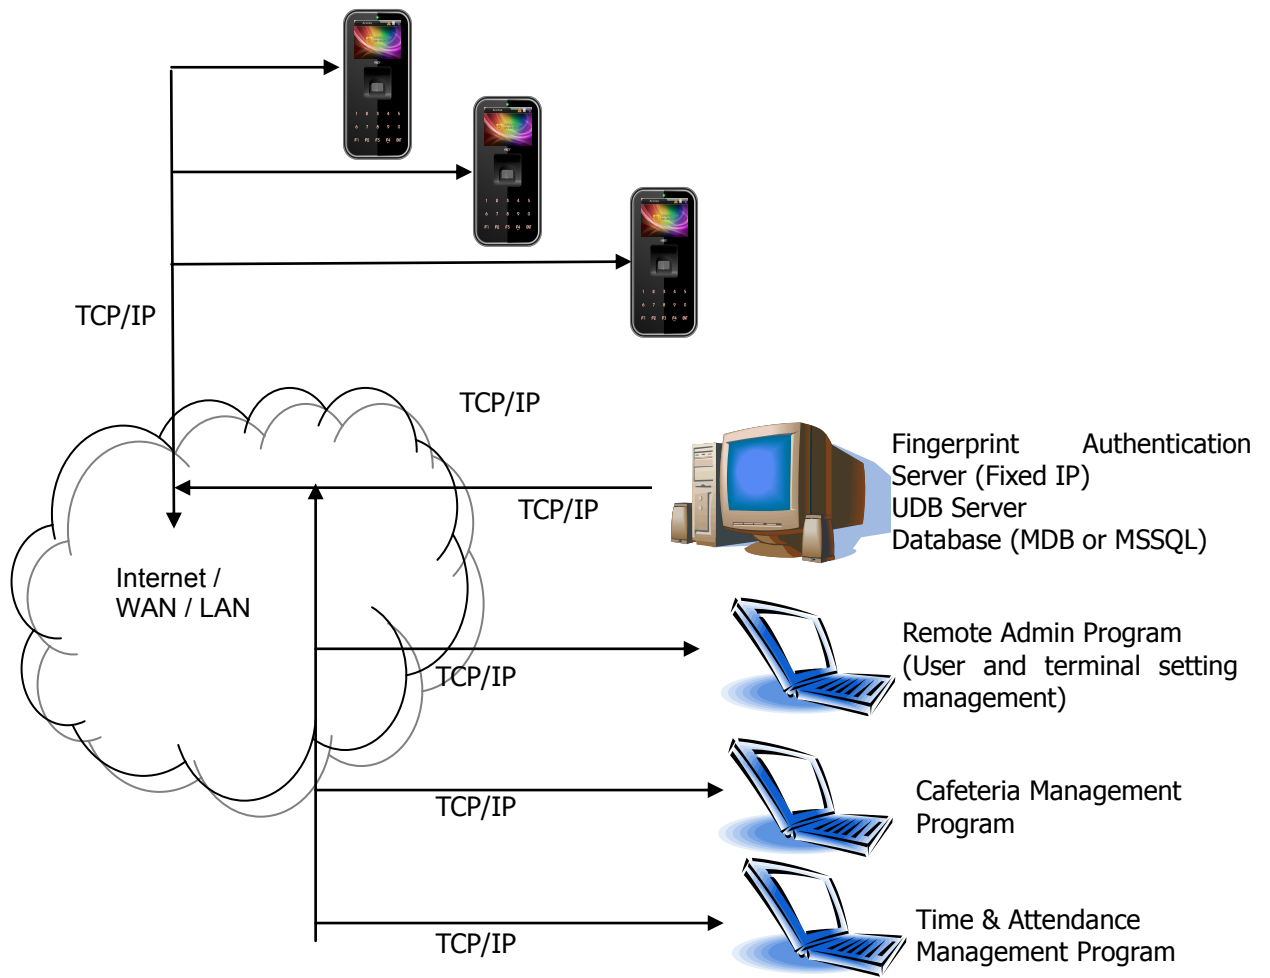 TCP/IP
TCP/IP
TCP/IP
Fingerprint Authentication
Server (Fixed IP)
UDB Server
Database (MDB or MSSQL)
Internet /
WAN / LAN
TCP/IP
Remote Admin Program
(User and terminal setting
management)
TCP/IP
Cafeteria Management
Program
TCP/IP
Time & Attendance
Management Program